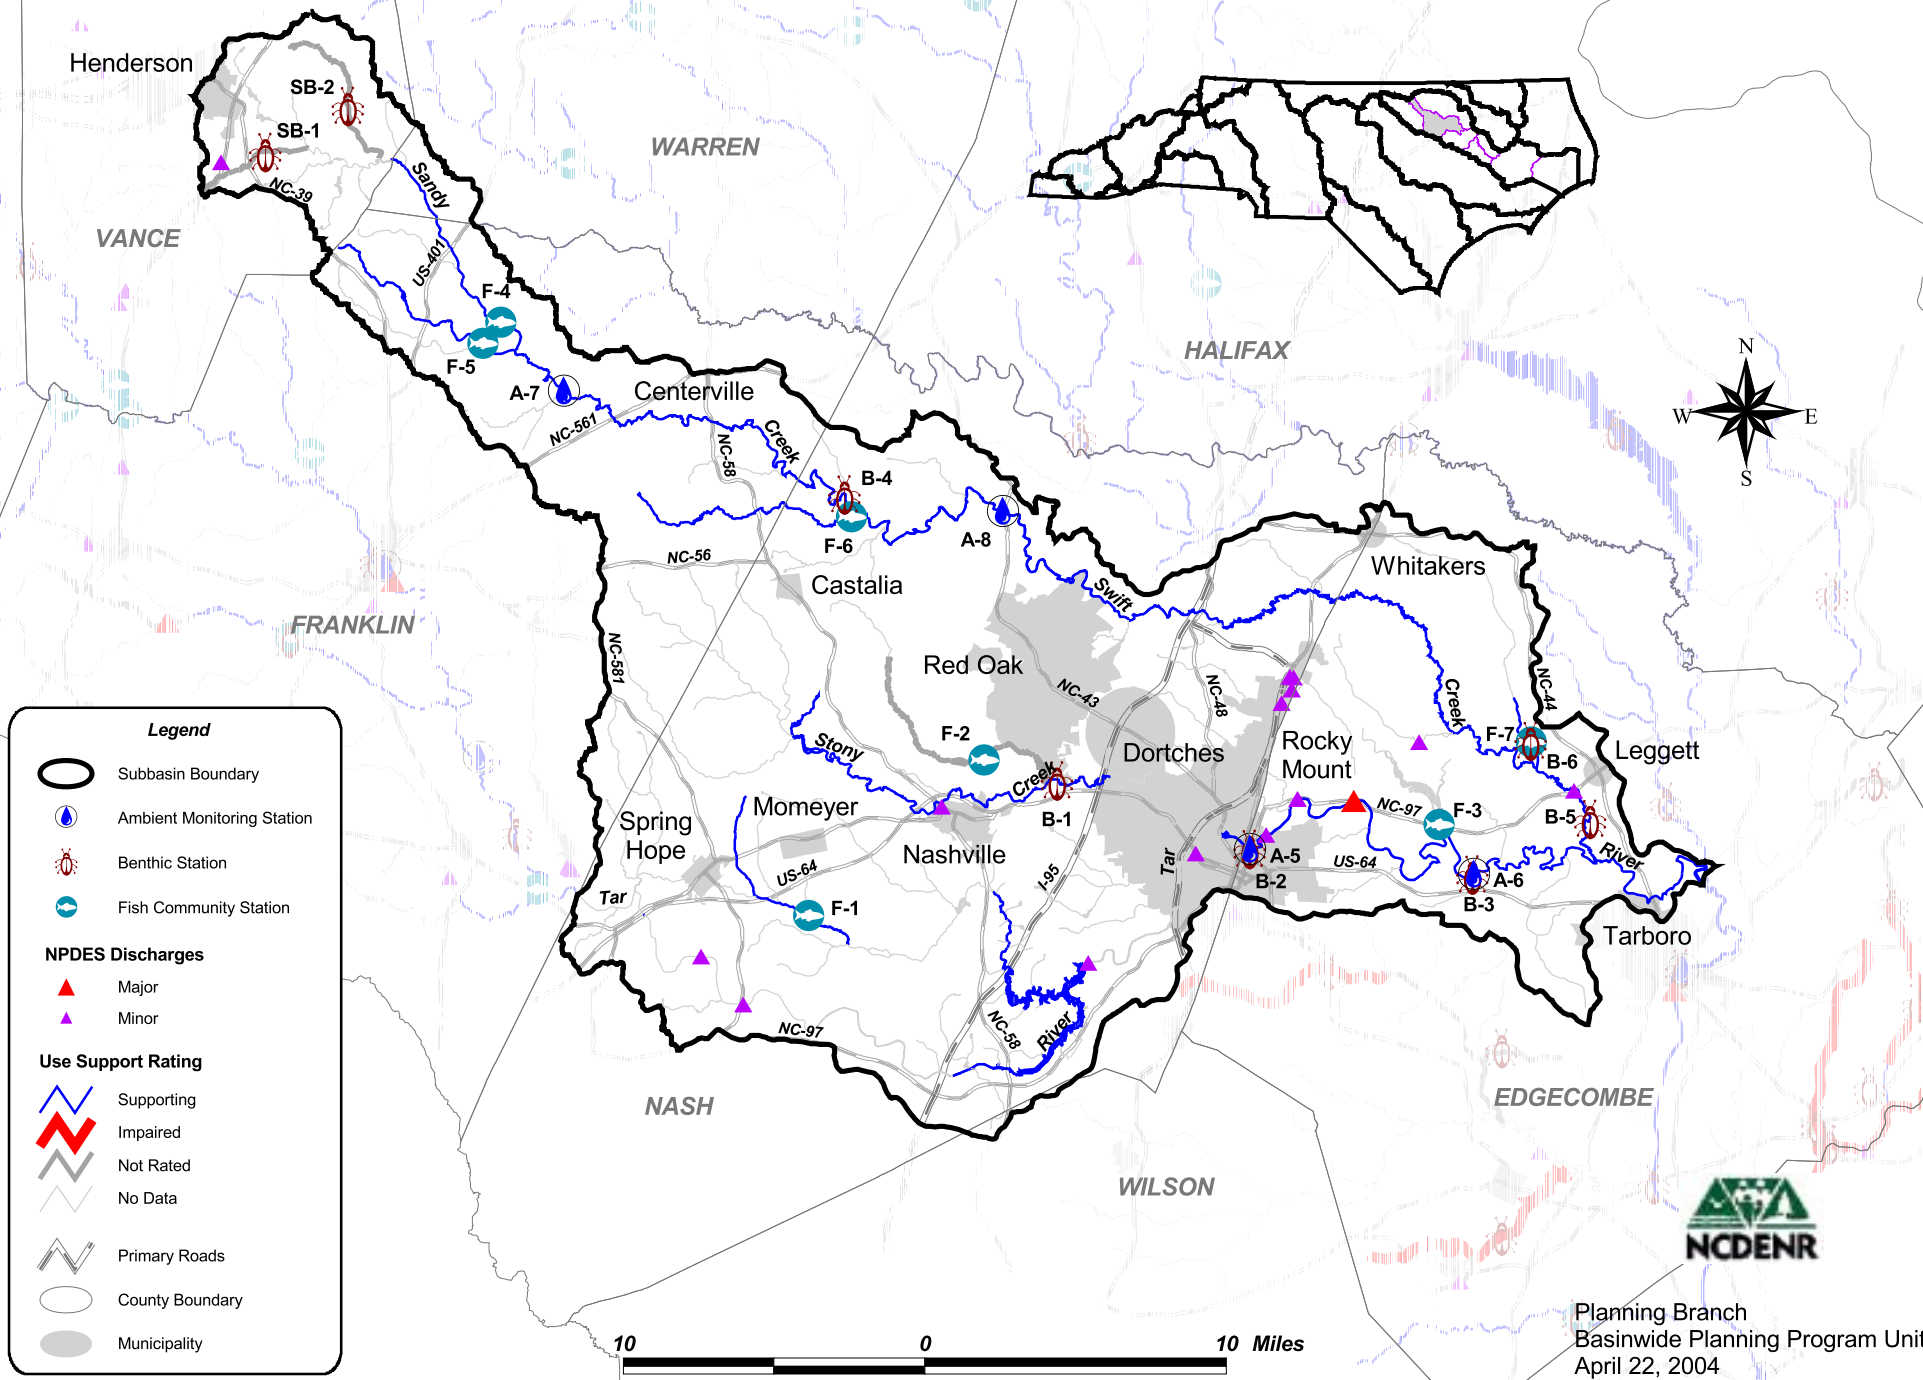 Henderson
SB-2
SB-1
NC-39
Sandy
WARREN
VANCE
US-401
F-4
F-5
A-7
Centerville
NC-561
NC-58
Creek
B-4
F-6
A-8
HALIFAX
N
W
E
S
NC-56
Castalia
Swift
Whitakers
FRANKLIN
NC-581
Red Oak
NC-43
NC-48
Creek
NC-44
F-2
Stony
Creek
Dortches
Rocky
Mount
F-7
B-6
Leggett
Momeyer
Spring
Hope
B-1
Nashville
US-64
I-95
Tar
NC-97
F-3
B-5
A-5
B-2
US-64
River
A-6
B-3
Tar
F-1
Tarboro
NC-97
NC-58
River
NASH
EDGECOMBE
WILSON
Legend
Subbasin Boundary
Ambient Monitoring Station
Benthic Station
Fish Community Station
NPDES Discharges
Major
Minor
Use Support Rating
Supporting
Impaired
Not Rated
No Data
Primary Roads
County Boundary
Municipality
10
0
10 Miles
NCDENR
Planning Branch
Basinwide Planning Program Unit
April 22, 2004